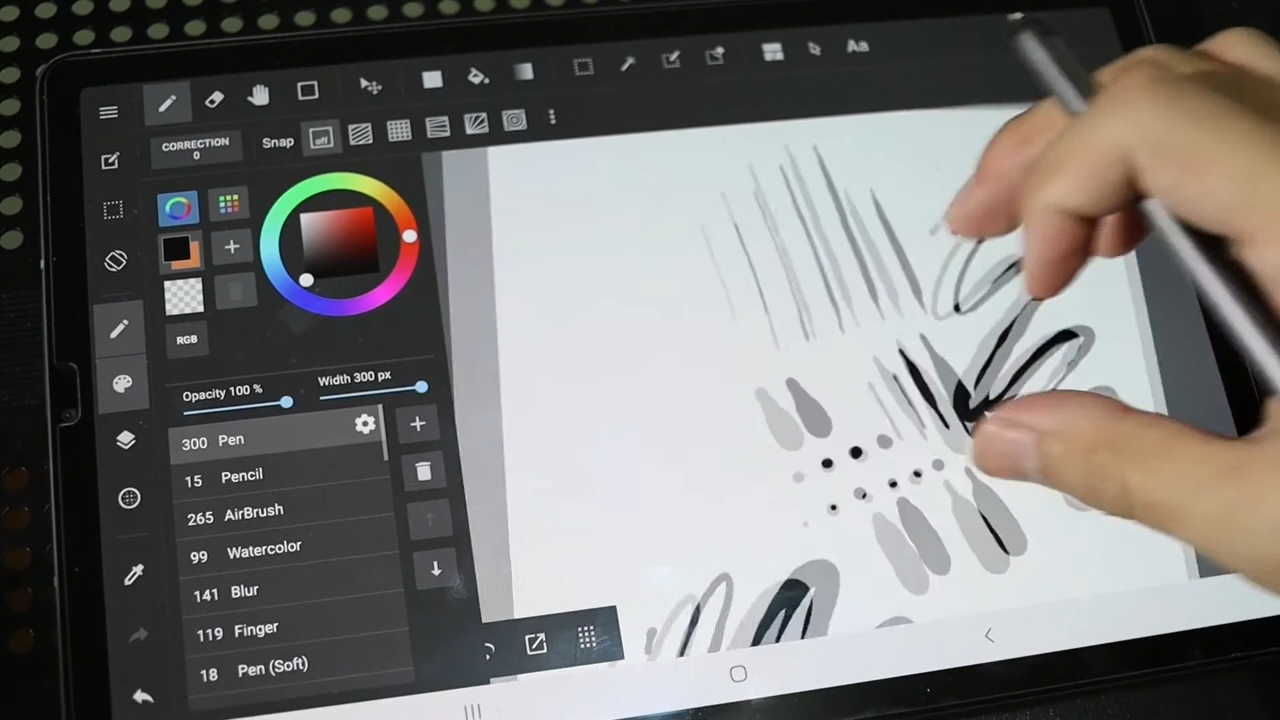 Aa
CORRECTION
0
Snap
off
RGB
Opacity 100 %
Width 300 px
300 Pen
15 Pencil
265 AirBrush
99 Watercolor
141 Blur
119 Finger
18 Pen (Soft)